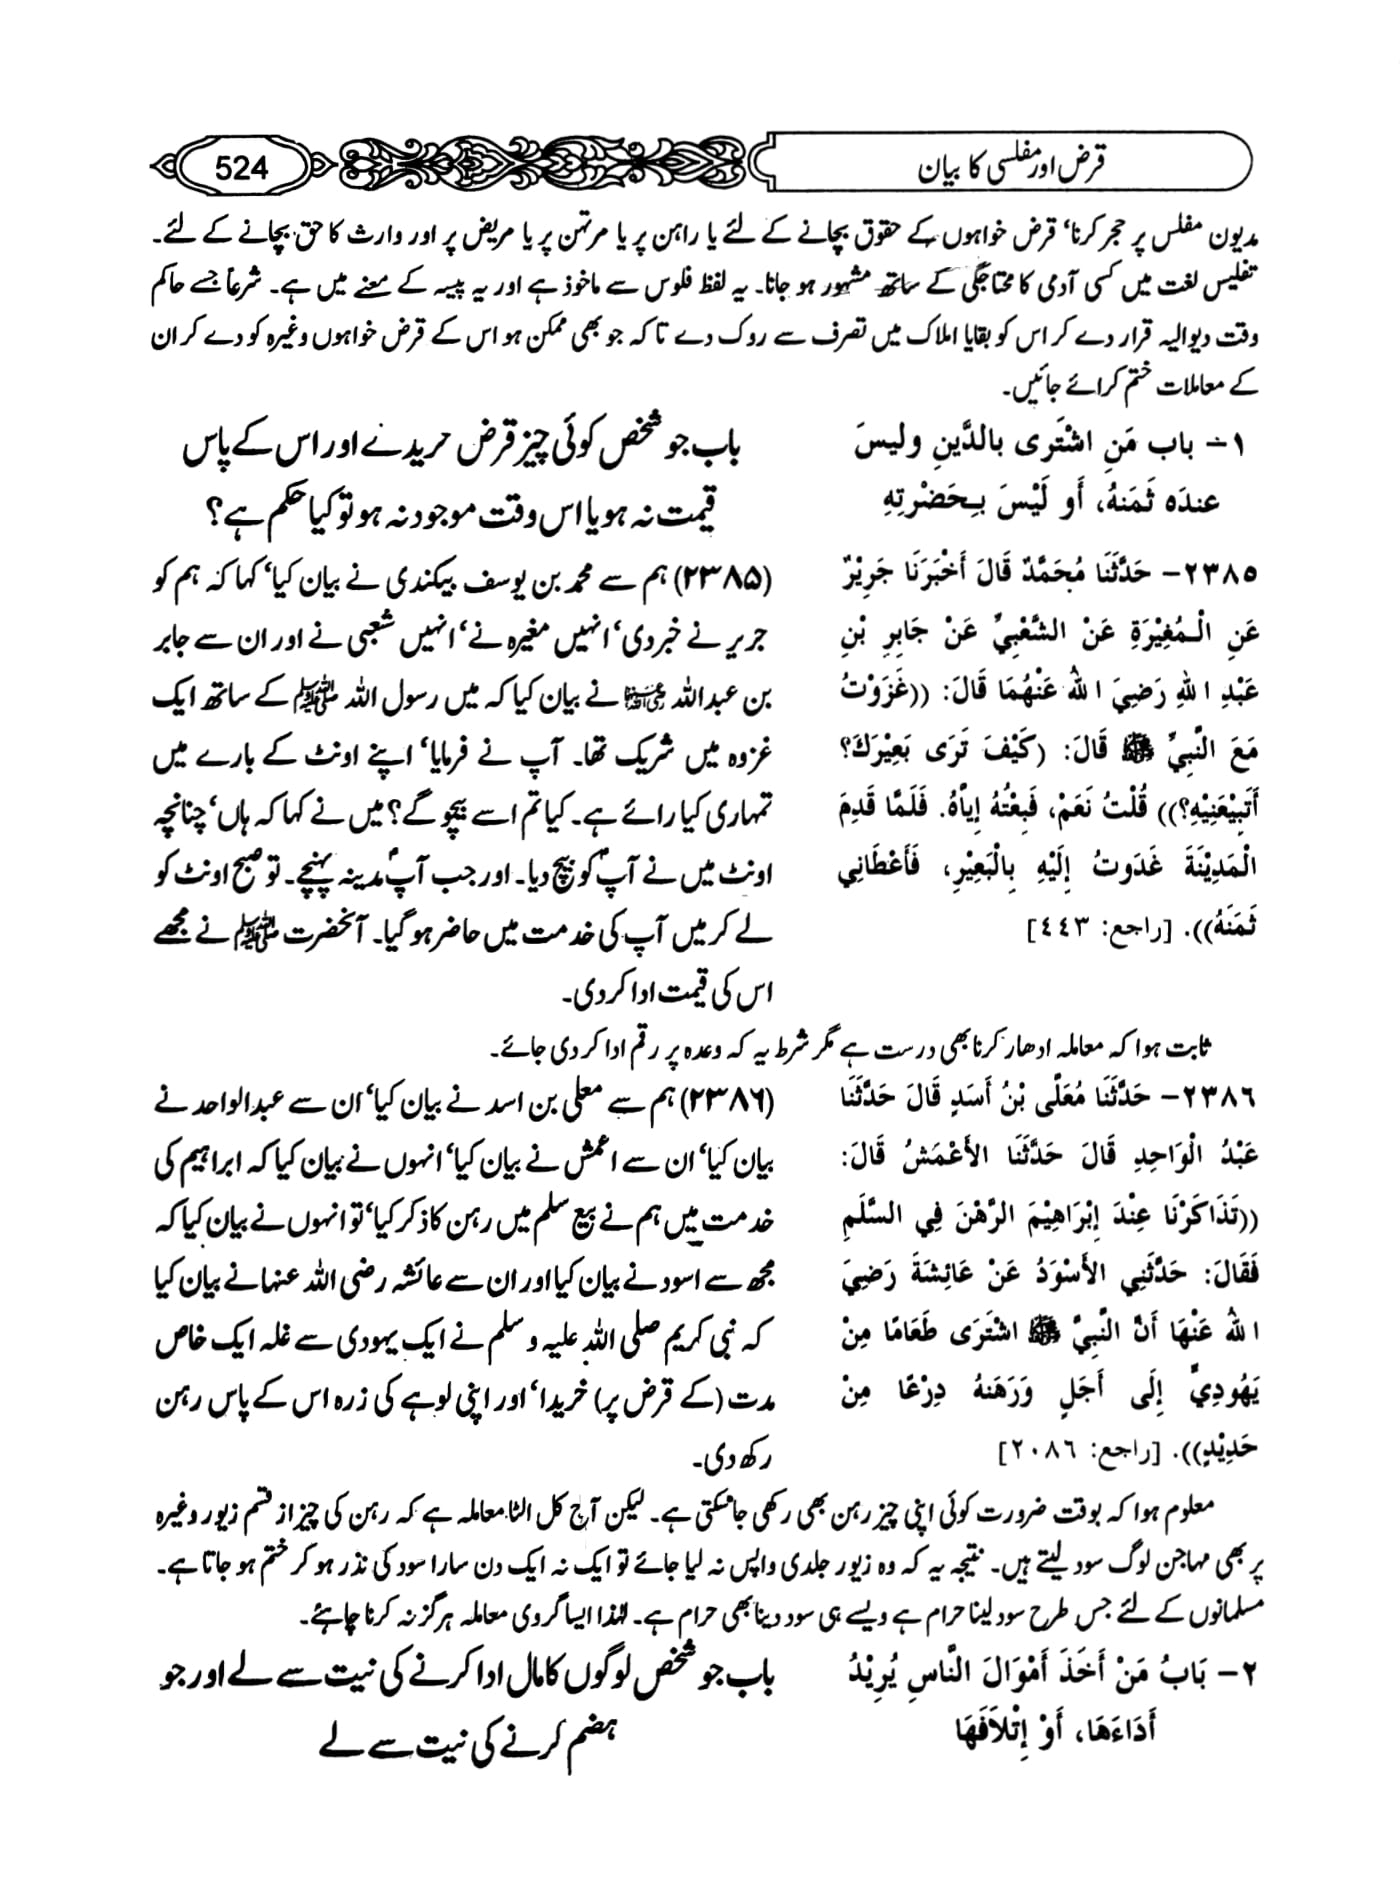 قرض اور مفلسی کا بیان
524
مدیون مفلس پر حجر کرنا، قرض خواہوں کے حقوق بچانے کے لئے یا راہن پر یا مرتهن پر یا مریض پر اور وارث کا حق بچانے کے لئے۔
تفلیس لغت میں کسی آدمی کا محتاجگی کے ساتھ مشہور ہو جانا۔ یہ لفظ فلوس سے ماخوذ ہے اور یہ پیسہ کے معنے میں ہے۔ شرعاً جسے حاکم
وقت دیوالیہ قرار دے کر اس کو بقایا املاک میں تصرف سے روک دے تا کہ جو بھی ممکن ہو اس کے قرض خواہوں وغیرہ کو دے کر ان
کے معاملات ختم کرائے جائیں۔
١- باب مَنِ اشْتَرى بالدَّينِ وليسَ
عندَه ثَمَنهُ، أَو لَيْسَ بِحَضْرتِهِ
باب جو شخص کوئی چیز قرض خریدے اور اس کے پاس
قیمت نہ ہو یا اس وقت موجود نہ ہو تو کیا حکم ہے؟
٢٣٨٥- حَدَّثَنَا مُحَمَّدٌ قَالَ أَخْبَرَنَا جَرِيْرٌ
عَنِ الْـمُغِيْرَةِ عَنْ الشَّعْبِيِّ عَنْ جَابِرِ بْنِ
عَبْدِ اللهِ رَضِيَ اللهُ عَنْهُمَا قَالَ: ((غَزَوْتُ
مَعَ النَّبِيِّ ﷺ قَالَ: (كَيْفَ تَرَى بَعِيْرَكَ؟
أَتَبِيْعَنِيْهِ؟)) قُلْتُ نَعَمْ، فَبِعْتُهُ إِيَّاهُ. فَلَمَّا قَدِمَ
الْمَدِيْنَةَ غَدَوتُ إِلَيْهِ بِالْبَعِيْرِ، فَأَعْطَانِي
ثَمَنَهُ)). [راجع: ٤٤٣]
(۲۳۸۵) ہم سے محمد بن یوسف بیکندی نے بیان کیا، کہا کہ ہم کو
جریر نے خبر دی، انہیں مغیرہ نے، انہیں شعبی نے اور ان سے جابر
بن عبداللہ رضی اللہ عنہما نے بیان کیا کہ میں رسول اللہ ﷺ کے ساتھ ایک
غزوہ میں شریک تھا۔ آپ نے فرمایا، اپنے اونٹ کے بارے میں
تمہاری کیا رائے ہے۔ کیا تم اسے بیچو گے؟ میں نے کہا کہ ہاں، چنانچہ
اونٹ میں نے آپؐ کو بیچ دیا۔ اور جب آپؐ مدینہ پہنچے۔ تو صبح اونٹ کو
لے کر میں آپ کی خدمت میں حاضر ہو گیا۔ آنحضرت ﷺ نے مجھے
اس کی قیمت ادا کر دی۔
ثابت ہوا کہ معاملہ ادھار کرنا بھی درست ہے مگر شرط یہ کہ وعدہ پر رقم ادا کر دی جائے۔
٢٣٨٦- حَدَّثَنَا مُعَلَّى بْنُ أَسَدٍ قَالَ حَدَّثَنَا
عَبْدُ الْوَاحِدِ قَالَ حَدَّثَنَا الأَعْمَشُ قَالَ:
((تَذَاكَرْنَا عِنْدَ إِبْرَاهِيْمَ الرَّهْنَ فِي السَّلَمِ
فَقَالَ: حَدَّثَنِي الأَسْوَدُ عَنْ عَائِشَةَ رَضِيَ
اللهُ عَنْهَا أَنَّ النَّبِيَّ ﷺ اشْتَرَى طَعَامًا مِنْ
يَهُودِيٍّ إِلَى أَجَلٍ وَرَهَنهُ دِرْعًا مِنْ
حَدِيْدٍ)). [راجع: ٢٠٨٦]
(۲۳۸۶) ہم سے معلی بن اسد نے بیان کیا، ان سے عبدالواحد نے
بیان کیا، ان سے اعمش نے بیان کیا، انہوں نے بیان کیا کہ ابراہیم کی
خدمت میں ہم نے بیع سلم میں رہن کا ذکر کیا، تو انہوں نے بیان کیا کہ
مجھ سے اسود نے بیان کیا اور ان سے عائشہ رضی اللہ عنہا نے بیان کیا
کہ نبی کریم صلی اللہ علیہ و سلم نے ایک یہودی سے غلہ ایک خاص
مدت (کے قرض پر) خریدا، اور اپنی لوہے کی زرہ اس کے پاس رہن
رکھ دی۔
معلوم ہوا کہ بوقت ضرورت کوئی اپنی چیز رہن بھی رکھی جا سکتی ہے۔ لیکن آج کل الٹا معاملہ ہے کہ رہن کی چیز از قسم زیور وغیرہ
پر بھی مہاجن لوگ سود لیتے ہیں۔ نتیجہ یہ کہ وہ زیور جلدی واپس نہ لیا جائے تو ایک نہ ایک دن سارا سود کی نذر ہو کر ختم ہو جاتا ہے۔
مسلمانوں کے لئے جس طرح سود لینا حرام ہے ویسے ہی سود دینا بھی حرام ہے۔ لہٰذا ایسا گروی معاملہ ہرگز نہ کرنا چاہئے۔
٢- بَابُ مَنْ أَخَذَ أَمْوَالَ النَّاسِ يُرِيْدُ
أَدَاءَهَا، أَوْ إِتْلاَفَهَا
باب جو شخص لوگوں کا مال ادا کرنے کی نیت سے لے اور جو
ہضم کرنے کی نیت سے لے